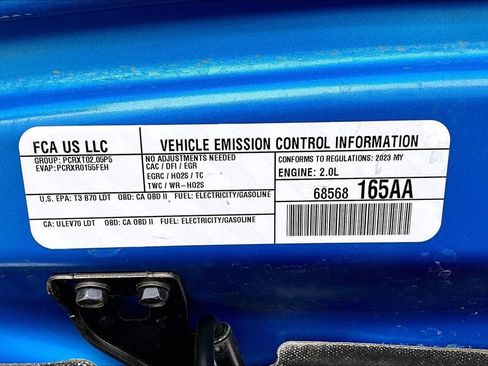 FCA US LLC
GROUP: PCRXT02.05P5
EVAP: PCRXR0155FEH
VEHICLE EMISSION CONTROL INFORMATION
NO ADJUSTMENTS NEEDED
CAC / DFI / EGR
EGRC / HO2S / TC
TWC / WR-HO2S
CONFORMS TO REGULATIONS: 2023 MY
ENGINE: 2.0L
U.S. EPA: T3 B70 LDT OBD: CA OBD II FUEL: ELECTRICITY/GASOLINE
CA: ULEV70 LDT OBD: CA OBD II FUEL: ELECTRICITY/GASOLINE
68568 165AA